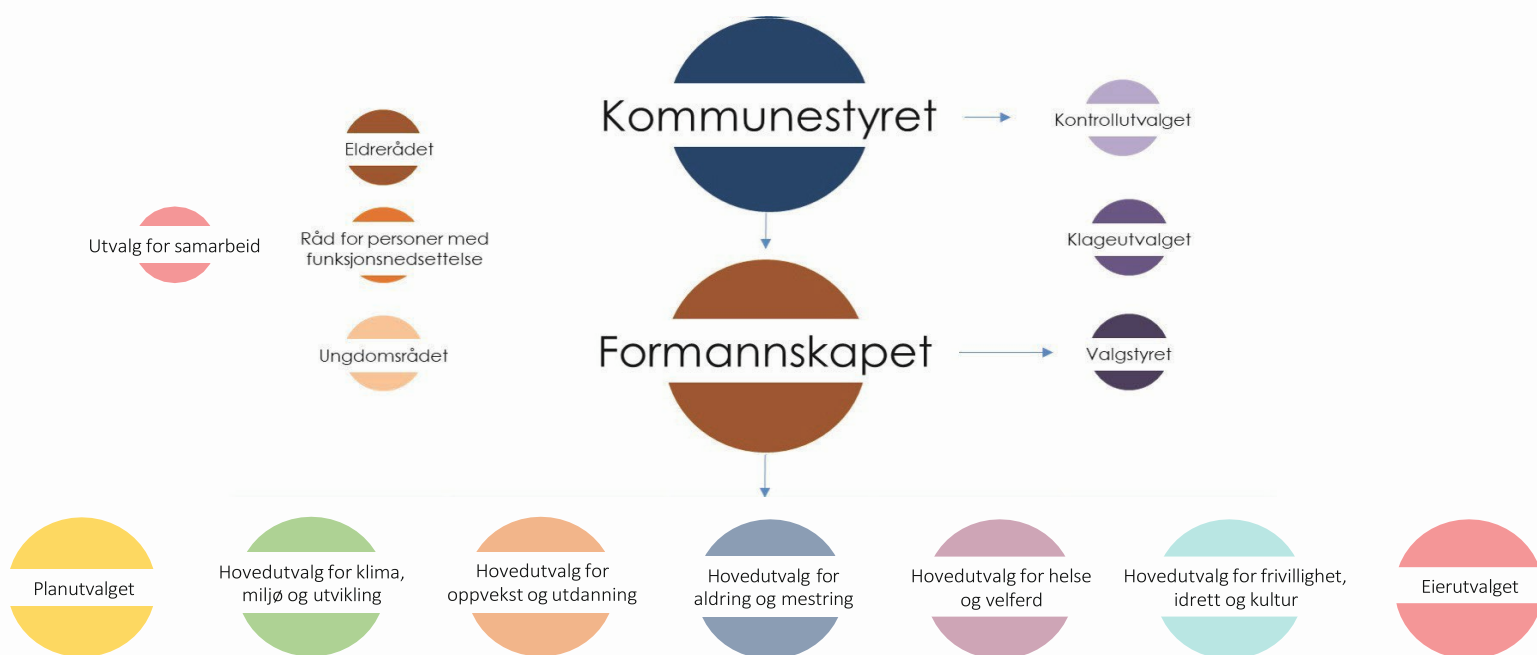 Kommunestyret
Kontrollutvalget
Eldrerådet
Utvalg for samarbeid
Råd for personer med
funksjonsnedsettelse
Klageutvalget
Ungdomsrådet
Formannskapet
Valgstyret
Planutvalget
Hovedutvalg for klima,
miljø og utvikling
Hovedutvalg for
oppvekst og utdanning
Hovedutvalg for
aldring og mestring
Hovedutvalg for helse
og velferd
Hovedutvalg for frivillighet,
idrett og kultur
Eierutvalget